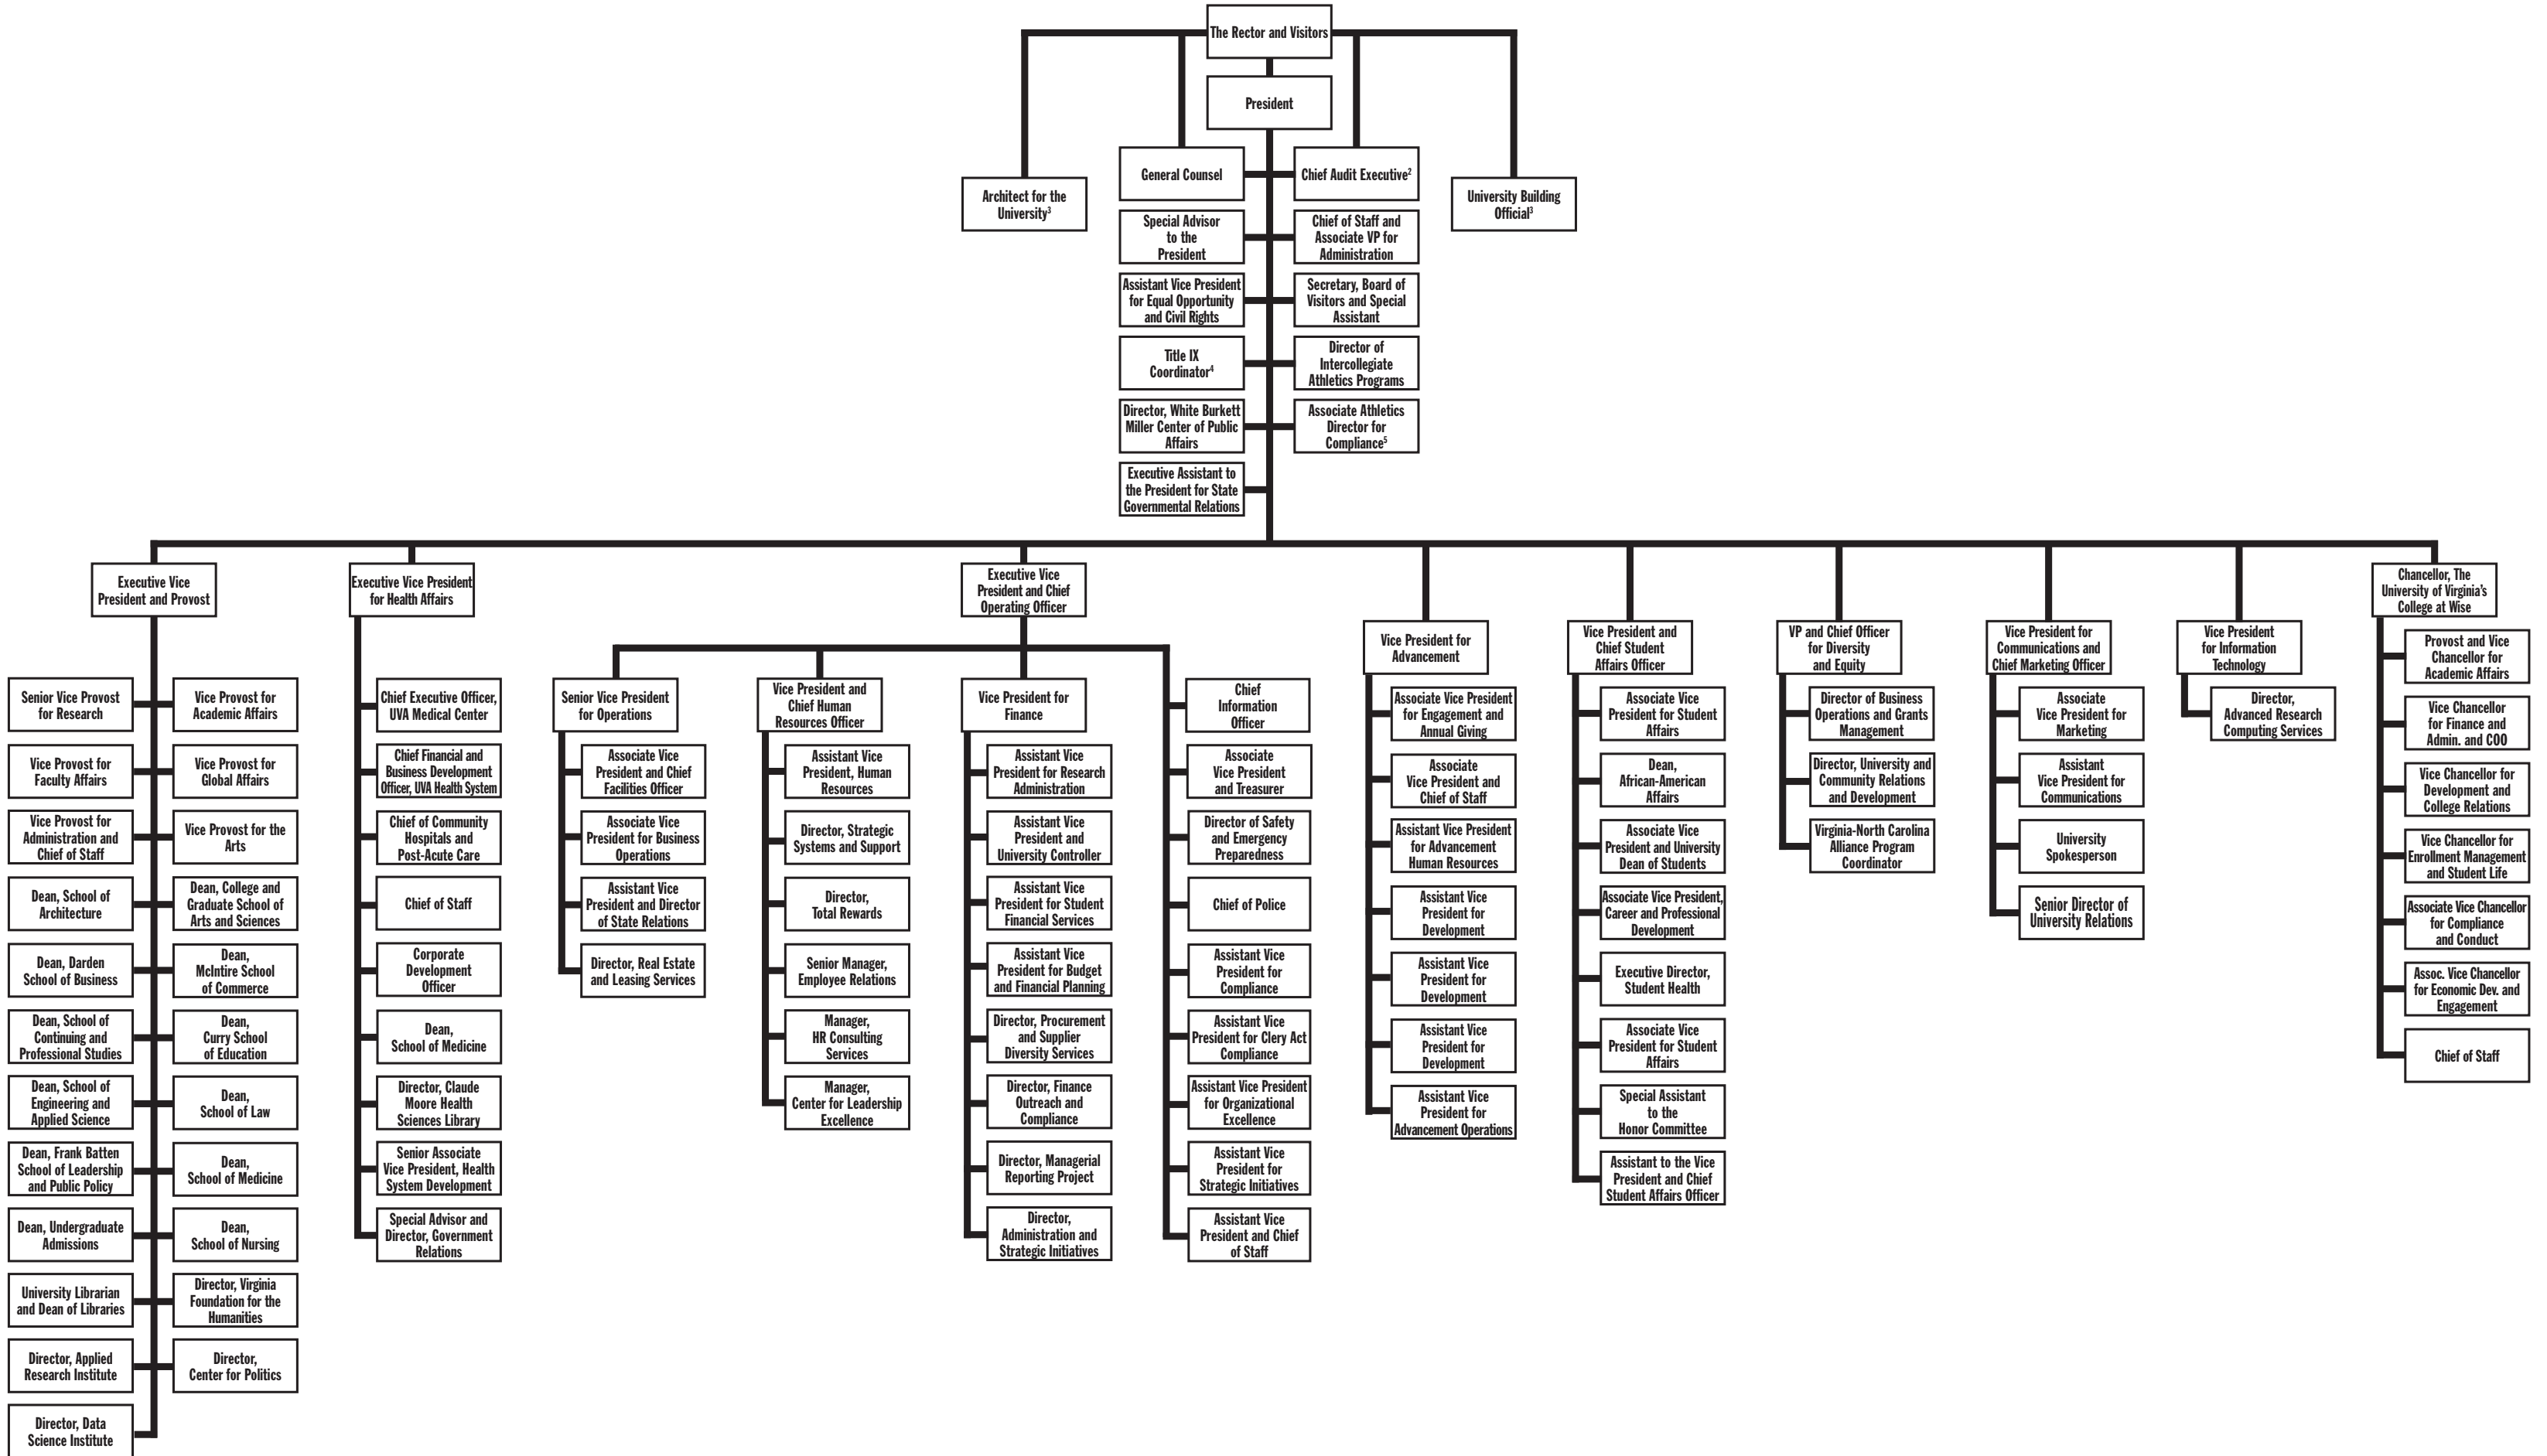 The Rector and Visitors
President
General Counsel
Chief Audit Executive²
Architect for the
University³
University Building
Official³
Special Advisor
to the
President
Chief of Staff and
Associate VP for
Administration
Assistant Vice President
for Equal Opportunity
and Civil Rights
Secretary, Board of
Visitors and Special
Assistant
Title IX
Coordinator⁴
Director of
Intercollegiate
Athletics Programs
Director, White Burkett
Miller Center of Public
Affairs
Associate Athletics
Director for
Compliance⁵
Executive Assistant to
the President for State
Governmental Relations
Executive Vice
President and Provost
Senior Vice Provost
for Research
Vice Provost for
Academic Affairs
Vice Provost for
Faculty Affairs
Vice Provost for
Global Affairs
Vice Provost for
Administration and
Chief of Staff
Vice Provost for the
Arts
Dean, School of
Architecture
Dean, College and
Graduate School of
Arts and Sciences
Dean, Darden
School of Business
Dean,
McIntire School
of Commerce
Dean, School of
Continuing and
Professional Studies
Dean,
Curry School
of Education
Dean, School of
Engineering and
Applied Science
Dean,
School of Law
Dean, Frank Batten
School of Leadership
and Public Policy
Dean,
School of Medicine
Dean, Undergraduate
Admissions
Dean,
School of Nursing
University Librarian
and Dean of Libraries
Director, Virginia
Foundation for the
Humanities
Director, Applied
Research Institute
Director,
Center for Politics
Director, Data
Science Institute
Executive Vice President
for Health Affairs
Chief Executive Officer,
UVA Medical Center
Chief Financial and
Business Development
Officer, UVA Health System
Chief of Community
Hospitals and
Post-Acute Care
Chief of Staff
Corporate
Development
Officer
Dean,
School of Medicine
Director, Claude
Moore Health
Sciences Library
Senior Associate
Vice President, Health
System Development
Special Advisor and
Director, Government
Relations
Executive Vice
President and Chief
Operating Officer
Senior Vice President
for Operations
Associate Vice
President and Chief
Facilities Officer
Associate Vice
President for Business
Operations
Assistant Vice
President and Director
of State Relations
Director, Real Estate
and Leasing Services
Vice President and
Chief Human
Resources Officer
Assistant Vice
President, Human
Resources
Director, Strategic
Systems and Support
Director,
Total Rewards
Senior Manager,
Employee Relations
Manager,
HR Consulting
Services
Manager,
Center for Leadership
Excellence
Vice President for
Finance
Assistant Vice
President for Research
Administration
Assistant Vice
President and
University Controller
Assistant Vice
President for Student
Financial Services
Assistant Vice
President for Budget
and Financial Planning
Director, Procurement
and Supplier
Diversity Services
Director, Finance
Outreach and
Compliance
Director, Managerial
Reporting Project
Director,
Administration and
Strategic Initiatives
Chief
Information
Officer
Associate
Vice President
and Treasurer
Director of Safety
and Emergency
Preparedness
Chief of Police
Assistant Vice
President for
Compliance
Assistant Vice
President for Clery Act
Compliance
Assistant Vice President
for Organizational
Excellence
Assistant Vice
President for
Strategic Initiatives
Assistant Vice
President and Chief
of Staff
Vice President for
Advancement
Associate Vice President
for Engagement and
Annual Giving
Associate
Vice President and
Chief of Staff
Assistant Vice President
for Advancement
Human Resources
Assistant Vice
President for
Development
Assistant Vice
President for
Development
Assistant Vice
President for
Development
Assistant Vice
President for
Advancement Operations
Vice President and
Chief Student
Affairs Officer
Associate Vice
President for Student
Affairs
Dean,
African-American
Affairs
Associate Vice
President and University
Dean of Students
Associate Vice President,
Career and Professional
Development
Executive Director,
Student Health
Associate Vice
President for Student
Affairs
Special Assistant
to the
Honor Committee
Assistant to the Vice
President and Chief
Student Affairs Officer
VP and Chief Officer
for Diversity
and Equity
Director of Business
Operations and Grants
Management
Director, University and
Community Relations
and Development
Virginia-North Carolina
Alliance Program
Coordinator
Vice President for
Communications and
Chief Marketing Officer
Associate
Vice President for
Marketing
Assistant
Vice President for
Communications
University
Spokesperson
Senior Director of
University Relations
Vice President
for Information
Technology
Director,
Advanced Research
Computing Services
Chancellor, The
University of Virginia's
College at Wise
Provost and Vice
Chancellor for
Academic Affairs
Vice Chancellor
for Finance and
Admin. and COO
Vice Chancellor for
Development and
College Relations
Vice Chancellor for
Enrollment Management
and Student Life
Associate Vice Chancellor
for Compliance
and Conduct
Assoc. Vice Chancellor
for Economic Dev. and
Engagement
Chief of Staff